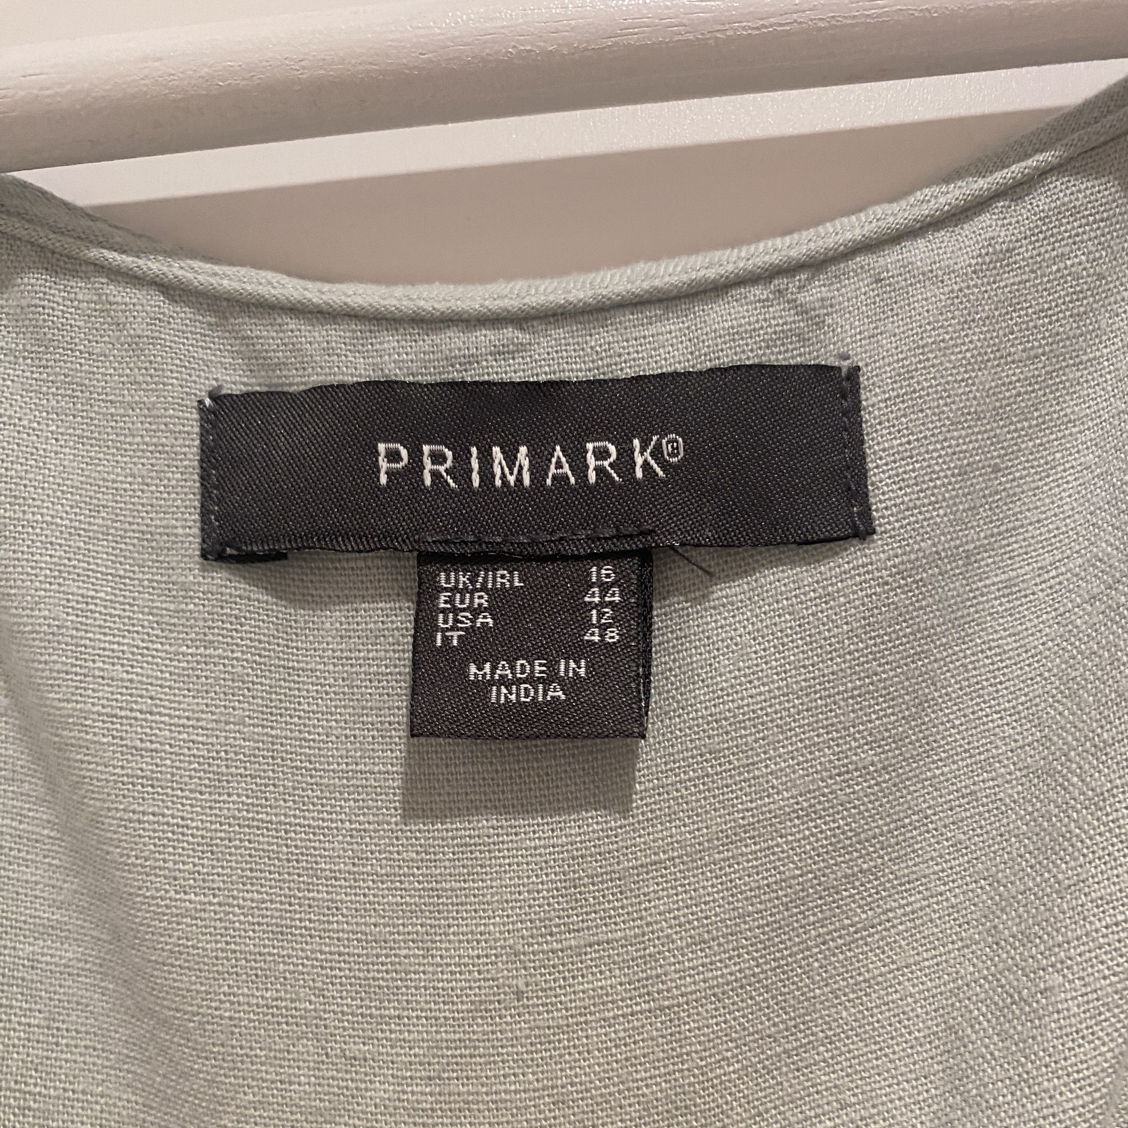 PRIMARK®
UK/IRL 16
EUR 44
USA 12
IT 48
MADE IN
INDIA